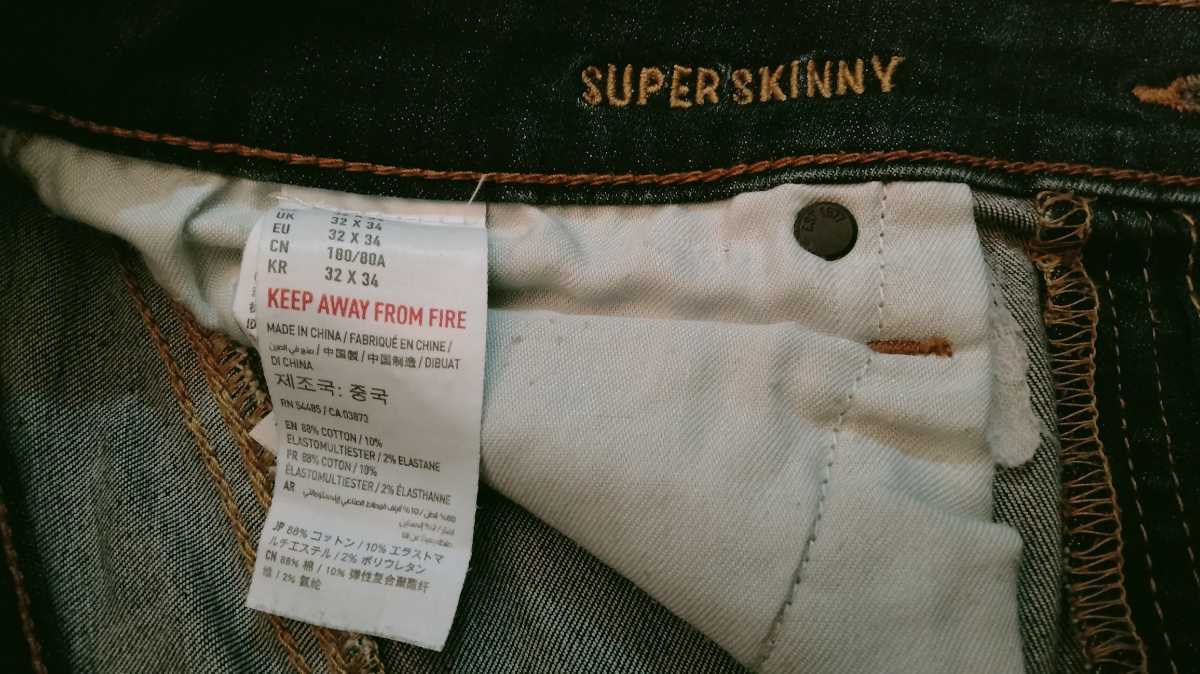 SUPER SKINNY
UK 32 X 34
EU 32 X 34
CN 180/80A
KR 32 X 34
KEEP AWAY FROM FIRE
MADE IN CHINA / FABRIQUÉ EN CHINE /
صنع في الصين / 中国製 / 中国制造 / DIBUAT
DI CHINA
제조국: 중국
RN 54485 / CA 03873
EN 88% COTTON / 10%
ELASTOMULTIESTER / 2% ELASTANE
FR 88% COTON / 10%
ÉLASTOMULTIESTER / 2% ÉLASTHANNE
AR
JP 88% コットン / 10% エラストマ
ルチエステル / 2% ポリウレタン
CN 88% 棉 / 10% 弹性复合聚酯纤
维 / 2% 氨纶